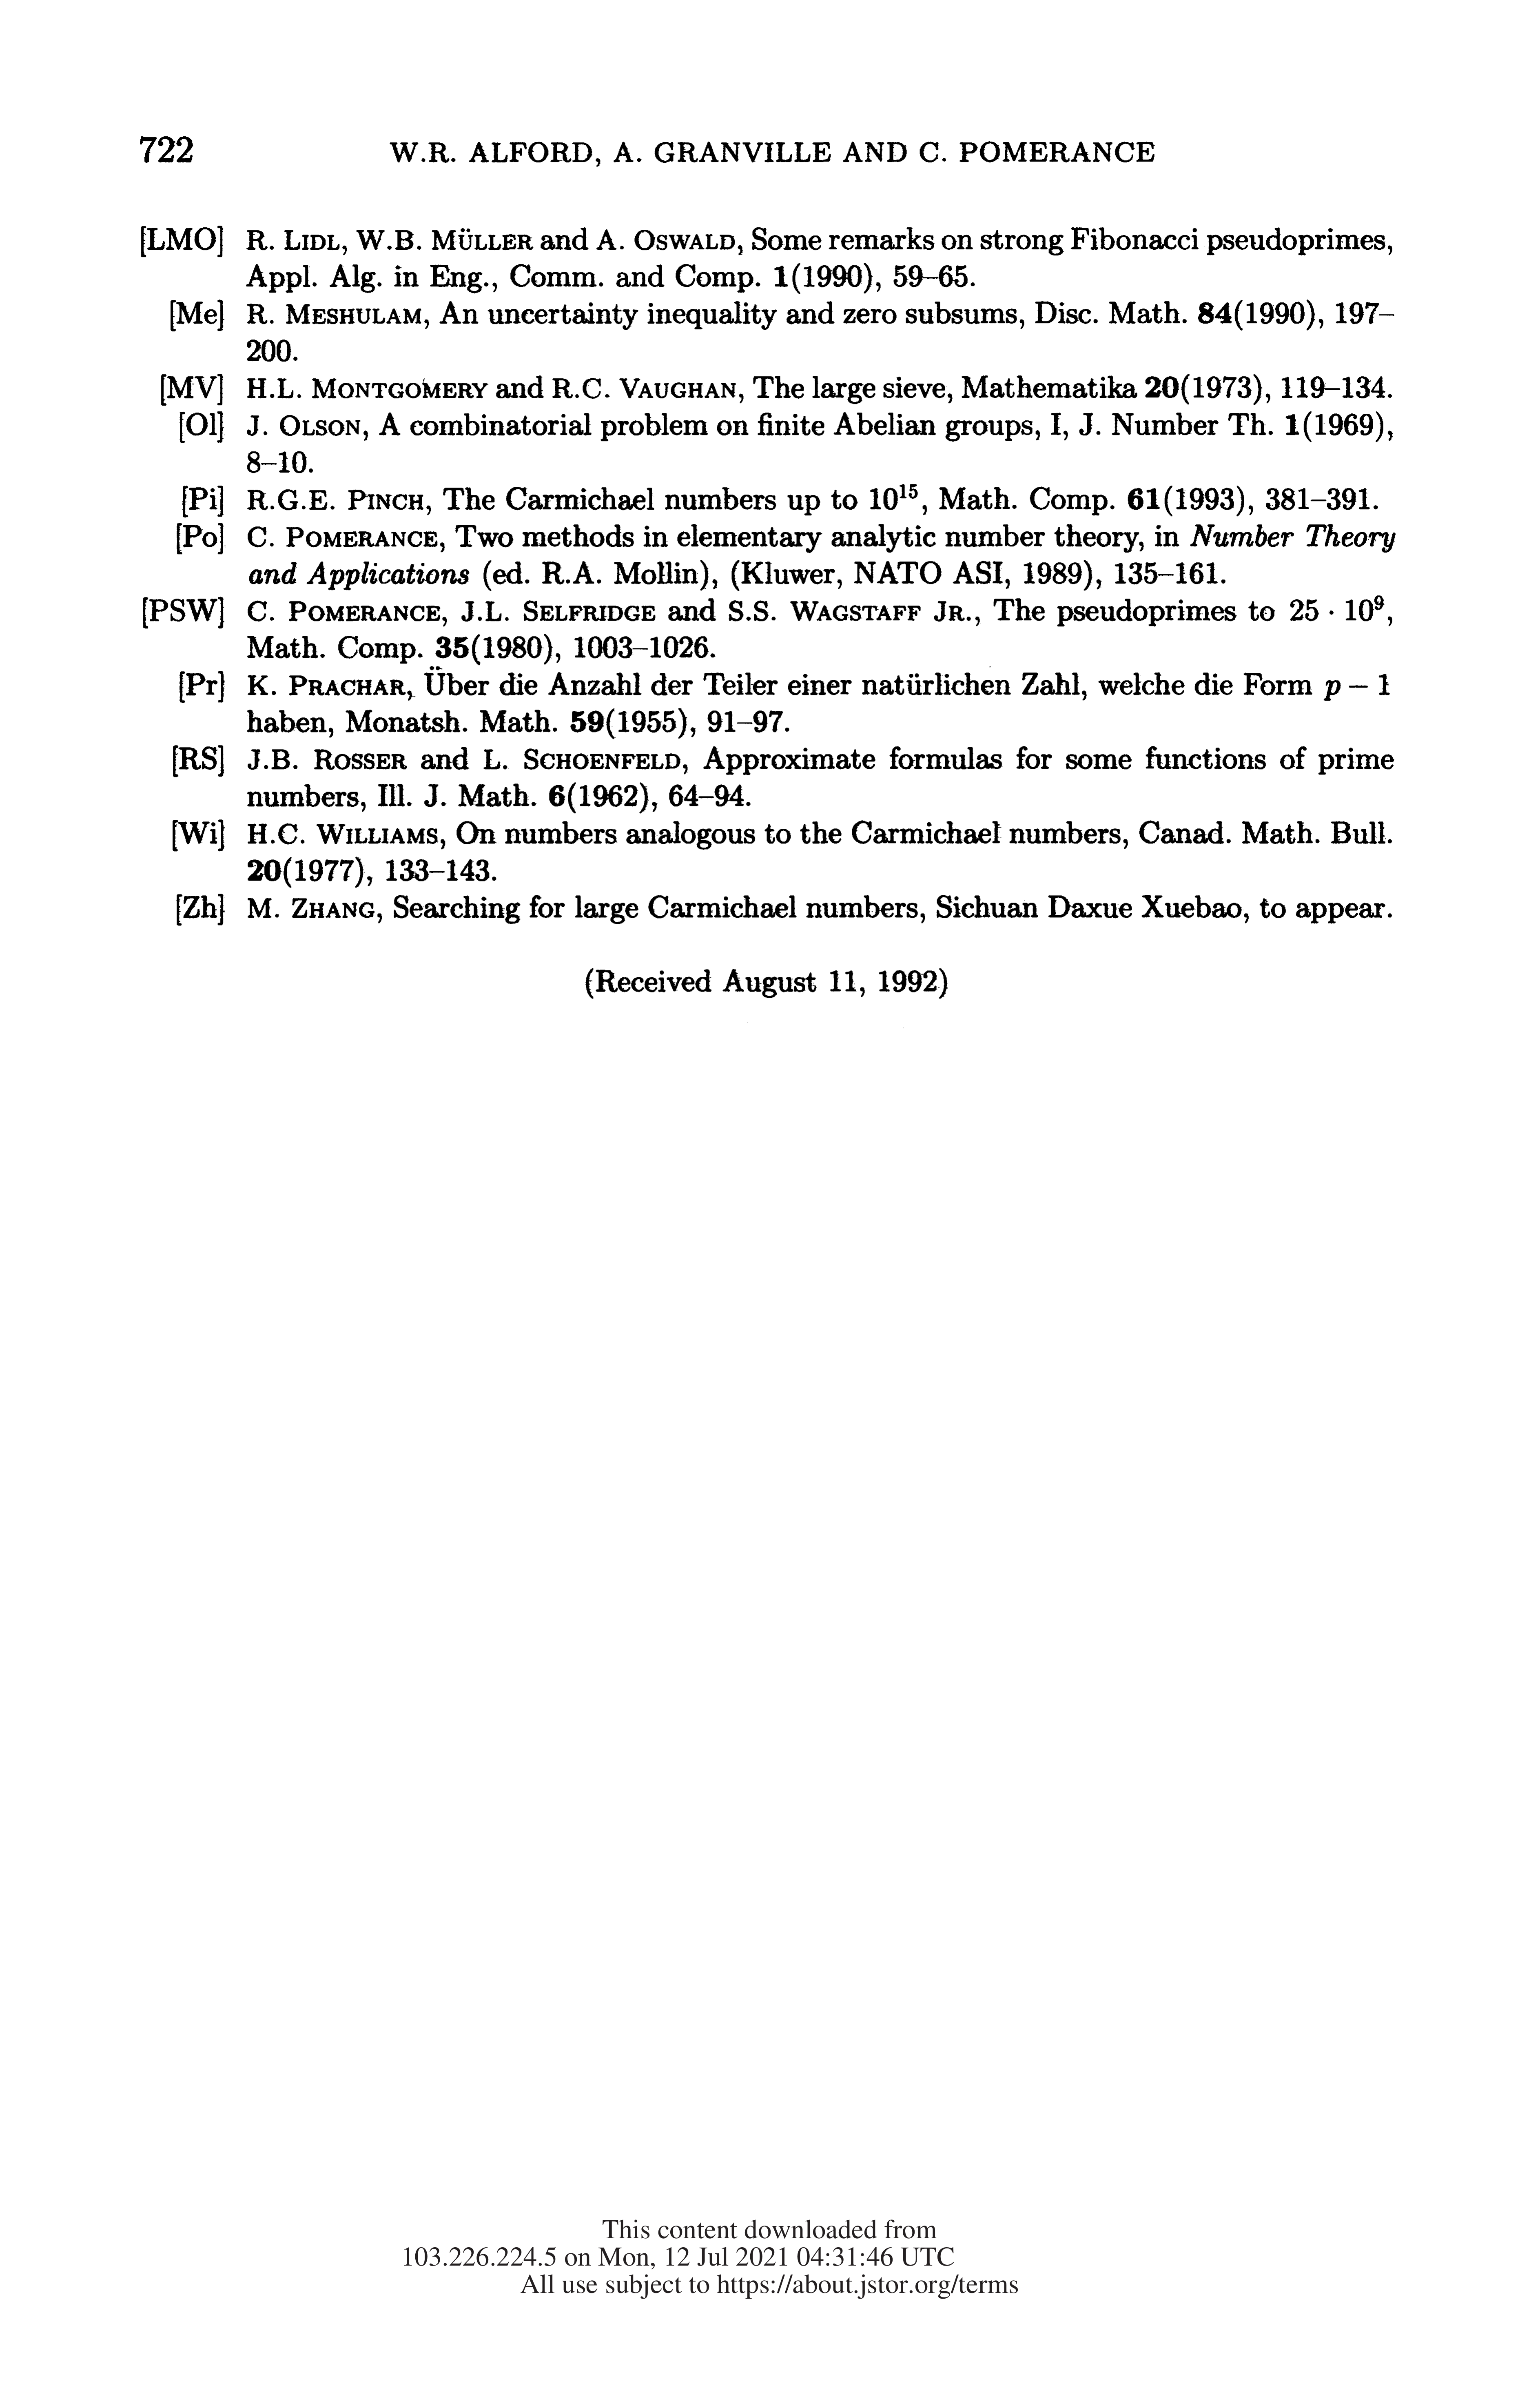 722 W.R. ALFORD, A. GRANVILLE AND C. POMERANCE
[LMO] R. LIDL, W.B. MÜLLER and A. OSWALD, Some remarks on strong Fibonacci pseudoprimes,
Appl. Alg. in Eng., Comm. and Comp. 1(1990), 59–65.
[Me] R. MESHULAM, An uncertainty inequality and zero subsums, Disc. Math. 84(1990), 197–
200.
[MV] H.L. MONTGOMERY and R.C. VAUGHAN, The large sieve, Mathematika 20(1973), 119–134.
[Ol] J. OLSON, A combinatorial problem on finite Abelian groups, I, J. Number Th. 1(1969),
8–10.
[Pi] R.G.E. PINCH, The Carmichael numbers up to 10¹⁵, Math. Comp. 61(1993), 381–391.
[Po] C. POMERANCE, Two methods in elementary analytic number theory, in Number Theory
and Applications (ed. R.A. Mollin), (Kluwer, NATO ASI, 1989), 135–161.
[PSW] C. POMERANCE, J.L. SELFRIDGE and S.S. WAGSTAFF JR., The pseudoprimes to 25 · 10⁹,
Math. Comp. 35(1980), 1003–1026.
[Pr] K. PRACHAR, Über die Anzahl der Teiler einer natürlichen Zahl, welche die Form p − 1
haben, Monatsh. Math. 59(1955), 91–97.
[RS] J.B. ROSSER and L. SCHOENFELD, Approximate formulas for some functions of prime
numbers, Ill. J. Math. 6(1962), 64–94.
[Wi] H.C. WILLIAMS, On numbers analogous to the Carmichael numbers, Canad. Math. Bull.
20(1977), 133–143.
[Zh] M. ZHANG, Searching for large Carmichael numbers, Sichuan Daxue Xuebao, to appear.
(Received August 11, 1992)
This content downloaded from
103.226.224.5 on Mon, 12 Jul 2021 04:31:46 UTC
All use subject to https://about.jstor.org/terms